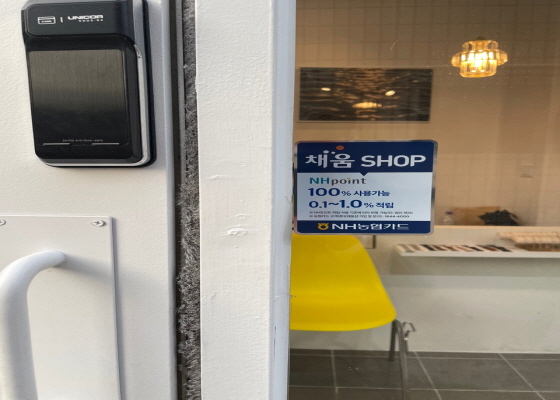 UNICOR
채움 SHOP
NHpoint
100% 사용가능
0.1~1.0% 적립
NH농협카드